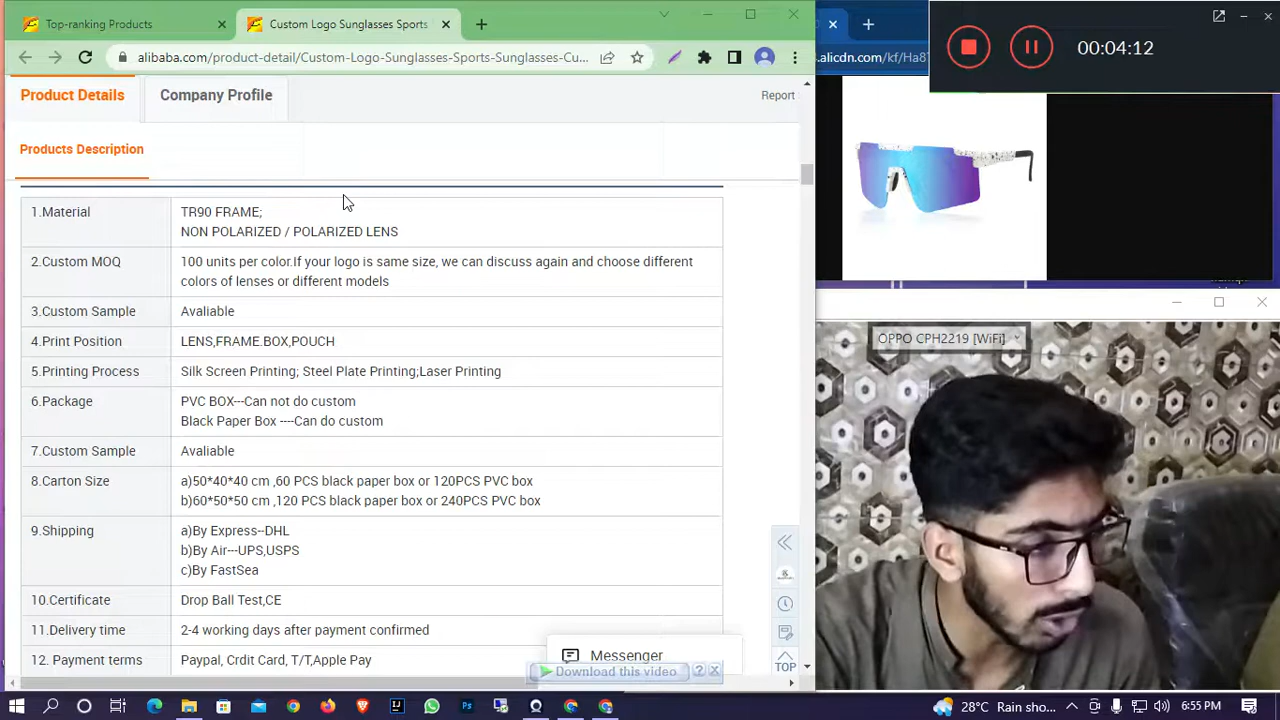 Top-ranking Products
Custom Logo Sunglasses Sports
00:04:12
alibaba.com/product-detail/Custom-Logo-Sunglasses-Sports-Sunglasses-Cu...
.alicdn.com/kf/Ha8
Product Details
Company Profile
Report
Products Description
1.Material
TR90 FRAME;
NON POLARIZED / POLARIZED LENS
2.Custom MOQ
100 units per color.If your logo is same size, we can discuss again and choose different
colors of lenses or different models
3.Custom Sample
Avaliable
4.Print Position
LENS,FRAME.BOX,POUCH
5.Printing Process
Silk Screen Printing; Steel Plate Printing;Laser Printing
6.Package
PVC BOX---Can not do custom
Black Paper Box ----Can do custom
7.Custom Sample
Avaliable
8.Carton Size
a)50*40*40 cm ,60 PCS black paper box or 120PCS PVC box
b)60*50*50 cm ,120 PCS black paper box or 240PCS PVC box
9.Shipping
a)By Express--DHL
b)By Air---UPS,USPS
c)By FastSea
10.Certificate
Drop Ball Test,CE
11.Delivery time
2-4 working days after payment confirmed
12. Payment terms
Paypal, Crdit Card, T/T,Apple Pay
OPPO CPH2219 [WiFi]
TOP
Messenger
Download this video
28°C Rain sho...
6:55 PM